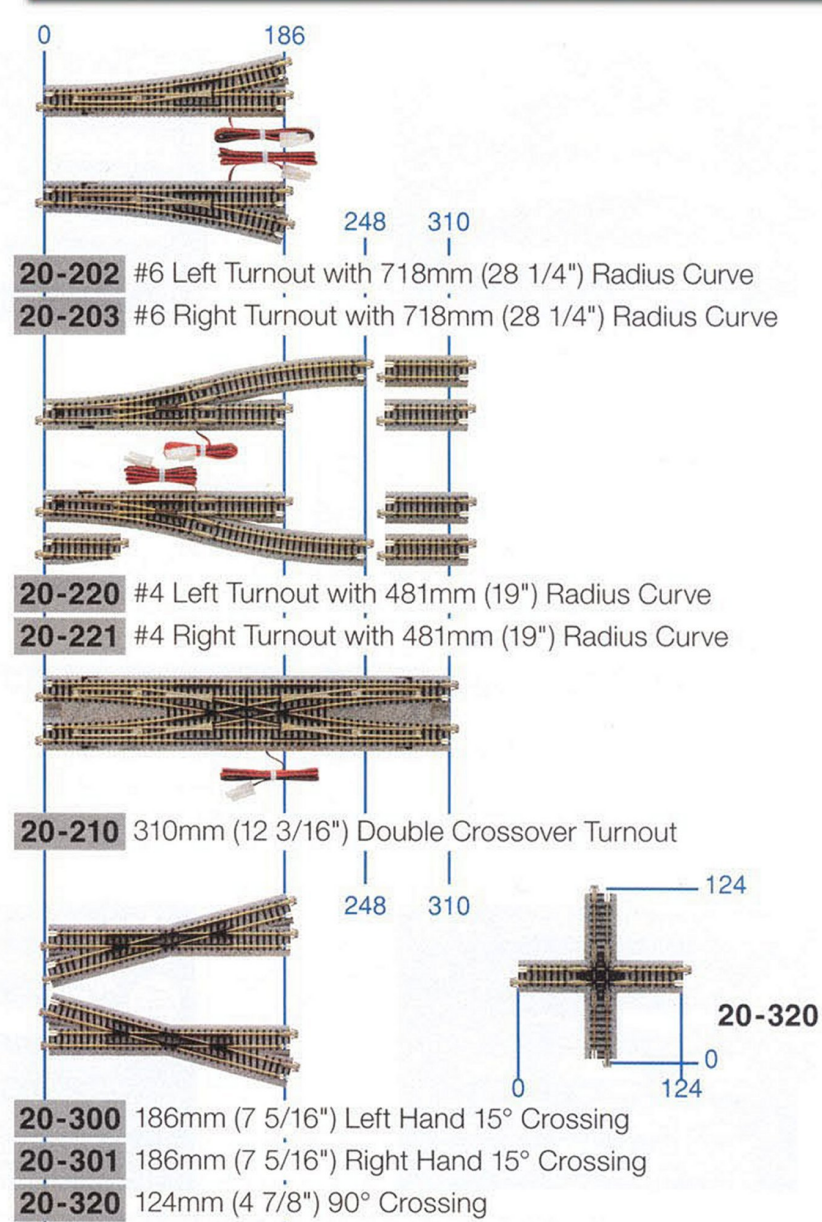 0 186
248 310
20-202 #6 Left Turnout with 718mm (28 1/4") Radius Curve
20-203 #6 Right Turnout with 718mm (28 1/4") Radius Curve
20-220 #4 Left Turnout with 481mm (19") Radius Curve
20-221 #4 Right Turnout with 481mm (19") Radius Curve
20-210 310mm (12 3/16") Double Crossover Turnout
248 310
124
20-320
0
0 124
20-300 186mm (7 5/16") Left Hand 15° Crossing
20-301 186mm (7 5/16") Right Hand 15° Crossing
20-320 124mm (4 7/8") 90° Crossing